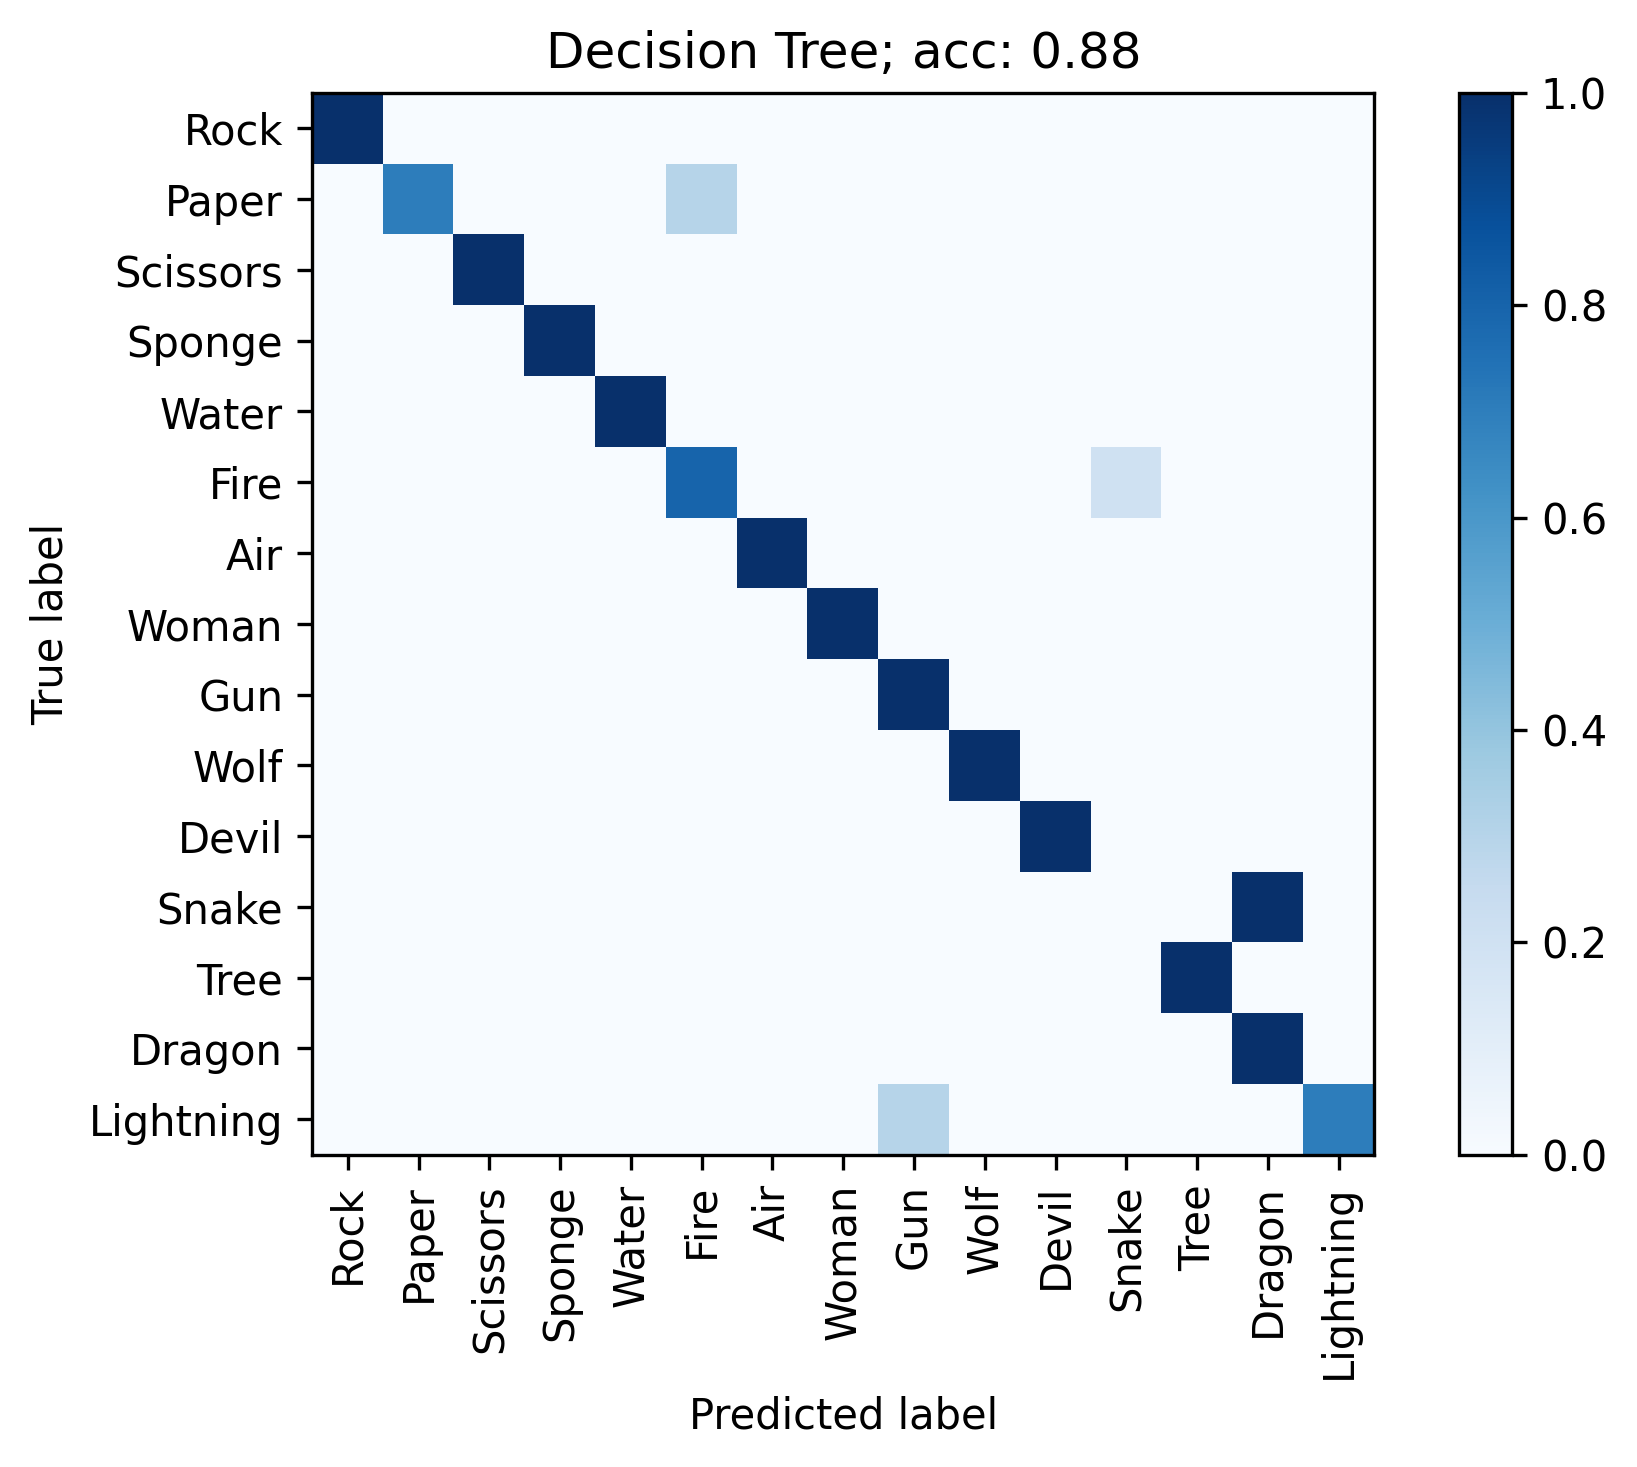 Decision Tree; acc: 0.88
Rock
Paper
Scissors
Sponge
Water
Fire
Air
Woman
Gun
Wolf
Devil
Snake
Tree
Dragon
Lightning
True label
Rock
Paper
Scissors
Sponge
Water
Fire
Air
Woman
Gun
Wolf
Devil
Snake
Tree
Dragon
Lightning
Predicted label
1.0
0.8
0.6
0.4
0.2
0.0